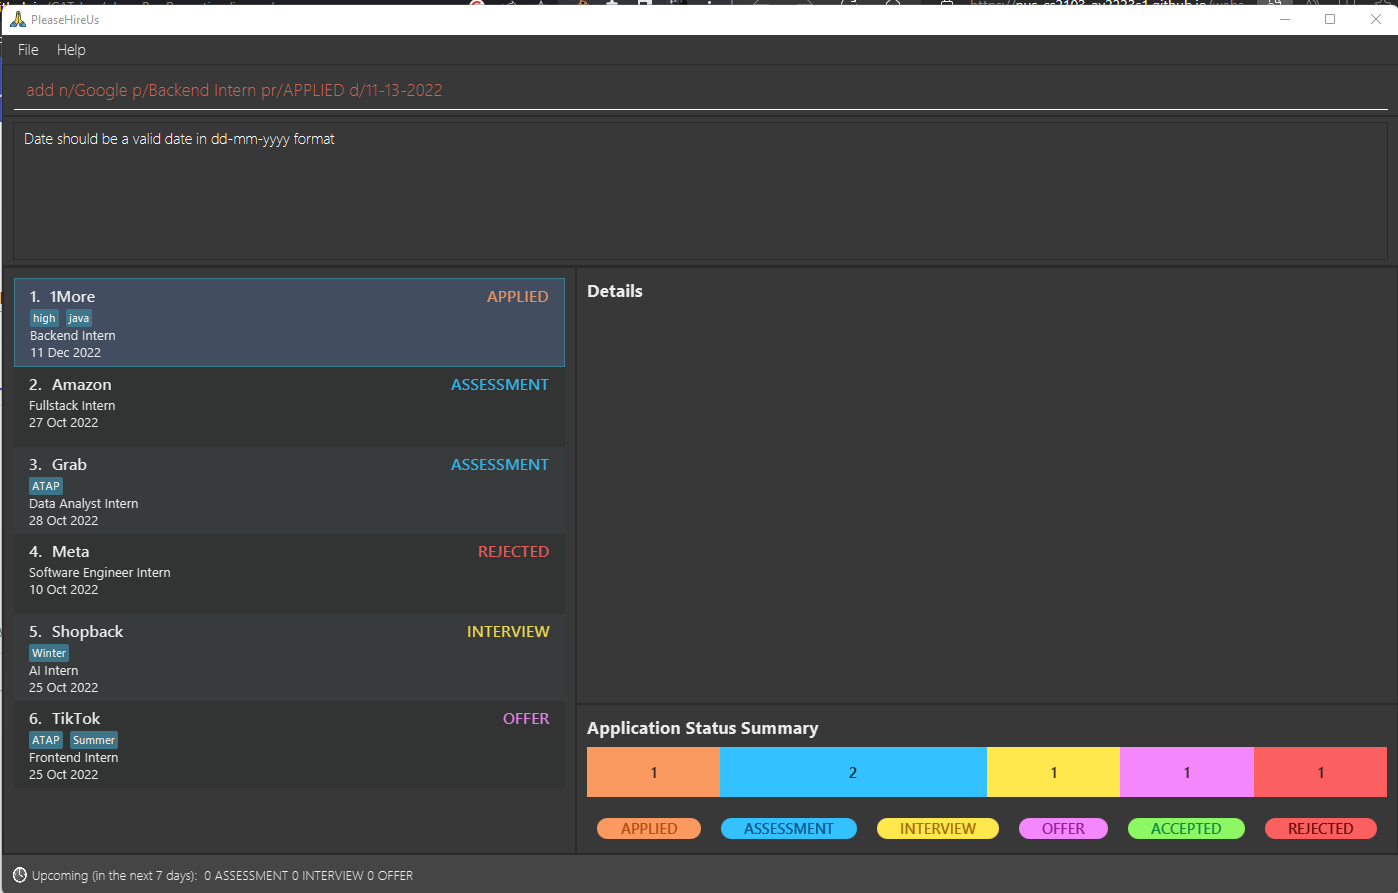 PleaseHireUs
File Help
add n/Google p/Backend Intern pr/APPLIED d/11-13-2022
Date should be a valid date in dd-mm-yyyy format
1. 1More APPLIED
high java
Backend Intern
11 Dec 2022
2. Amazon ASSESSMENT
Fullstack Intern
27 Oct 2022
3. Grab ASSESSMENT
ATAP
Data Analyst Intern
28 Oct 2022
4. Meta REJECTED
Software Engineer Intern
10 Oct 2022
5. Shopback INTERVIEW
Winter
AI Intern
25 Oct 2022
6. TikTok OFFER
ATAP Summer
Frontend Intern
25 Oct 2022
Details
Application Status Summary
1 2 1 1 1
APPLIED ASSESSMENT INTERVIEW OFFER ACCEPTED REJECTED
Upcoming (in the next 7 days): 0 ASSESSMENT 0 INTERVIEW 0 OFFER